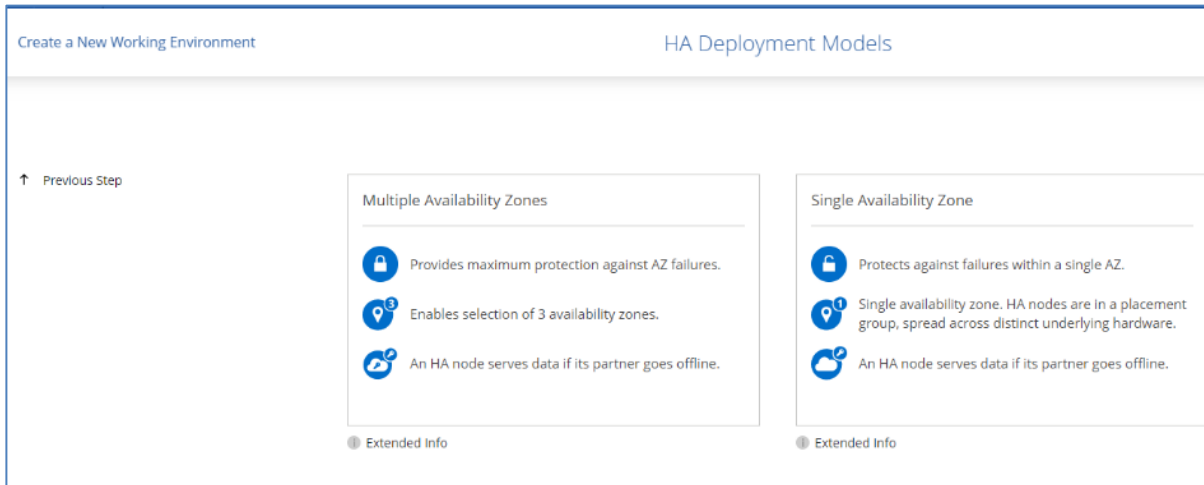 Create a New Working Environment
HA Deployment Models
↑ Previous Step
Multiple Availability Zones
Provides maximum protection against AZ failures.
3
Enables selection of 3 availability zones.
An HA node serves data if its partner goes offline.
Extended Info
Single Availability Zone
Protects against failures within a single AZ.
1
Single availability zone. HA nodes are in a placement
group, spread across distinct underlying hardware.
An HA node serves data if its partner goes offline.
Extended Info